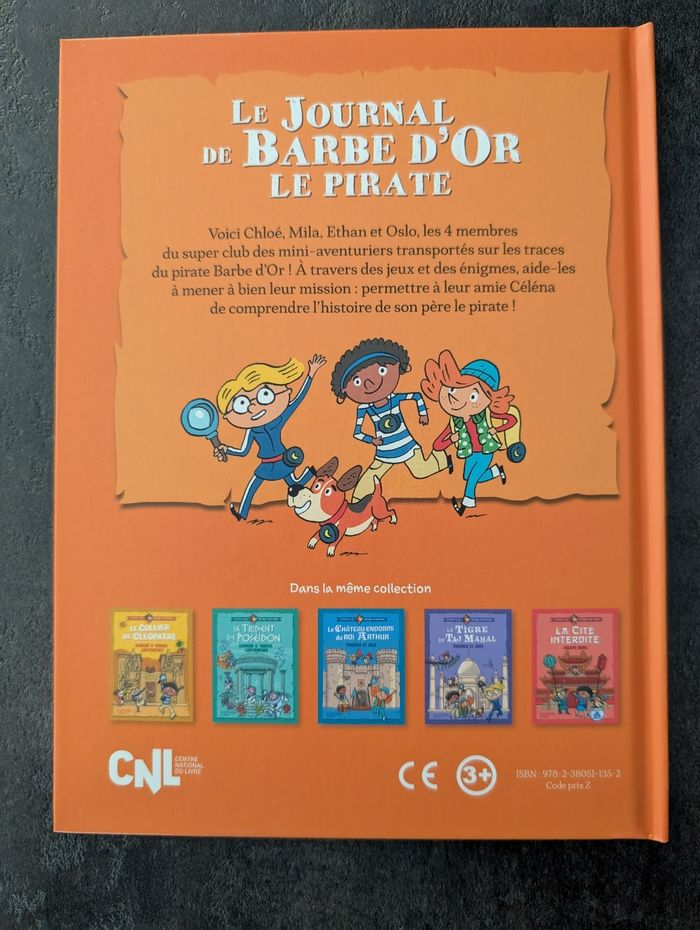 LE JOURNAL
DE BARBE D'OR
LE PIRATE
Voici Chloé, Mila, Ethan et Oslo, les 4 membres
du super club des mini-aventuriers transportés sur les traces
du pirate Barbe d'Or ! À travers des jeux et des énigmes, aide-les
à mener à bien leur mission : permettre à leur amie Céléna
de comprendre l'histoire de son père le pirate !
Dans la même collection
LE COLLIER
DE CLÉOPÂTRE
LE TRIDENT
DE POSÉIDON
LE CHÂTEAU ENDORMI
DU ROI ARTHUR
LE TIGRE
DU TAJ MAHAL
LA CITÉ
INTERDITE
CNL CENTRE
NATIONAL
DU LIVRE
CE
3+
ISBN : 978-2-38051-135-2
Code prix Z